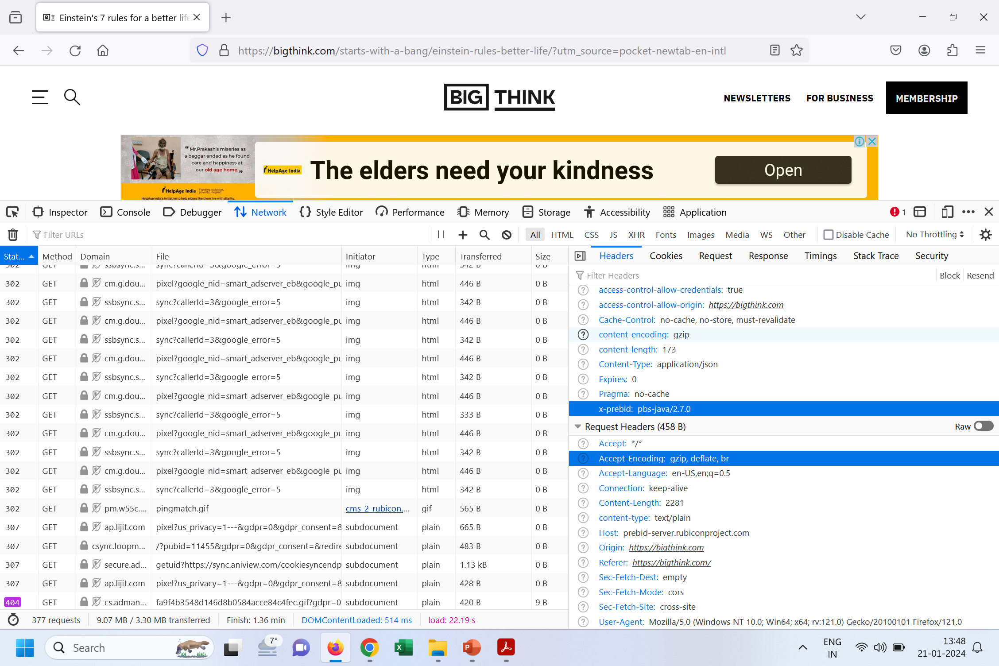 Einstein's 7 rules for a better life
https://bigthink.com/starts-with-a-bang/einstein-rules-better-life/?utm_source=pocket-newtab-en-intl
BIG THINK
NEWSLETTERS FOR BUSINESS MEMBERSHIP
“Mr.Prakash's miseries as
a beggar ended as he found
care and happiness at
our old age home.„
HelpAge India Fighting isolation, poverty, neglect
HelpAge India's initiative to help elders like them live with dignity.
HelpAge India
The elders need your kindness
Open
Inspector Console Debugger Network Style Editor Performance Memory Storage Accessibility Application 1
Filter URLs All HTML CSS JS XHR Fonts Images Media WS Other Disable Cache No Throttling
Stat... Method Domain File Initiator Type Transferred Size
302 GET ssbsync.s... sync?callerId=3&google_error=5 img html 342 B 0 B
302 GET cm.g.dou... pixel?google_nid=smart_adserver_eb&google_pu img html 446 B 0 B
302 GET ssbsync.s... sync?callerId=3&google_error=5 img html 342 B 0 B
302 GET cm.g.dou... pixel?google_nid=smart_adserver_eb&google_pu img html 446 B 0 B
302 GET ssbsync.s... sync?callerId=3&google_error=5 img html 342 B 0 B
302 GET cm.g.dou... pixel?google_nid=smart_adserver_eb&google_pu img html 446 B 0 B
302 GET ssbsync.s... sync?callerId=3&google_error=5 img html 342 B 0 B
302 GET cm.g.dou... pixel?google_nid=smart_adserver_eb&google_pu img html 446 B 0 B
302 GET ssbsync.s... sync?callerId=3&google_error=5 img html 333 B 0 B
302 GET cm.g.dou... pixel?google_nid=smart_adserver_eb&google_pu img html 446 B 0 B
302 GET ssbsync.s... sync?callerId=3&google_error=5 img html 342 B 0 B
302 GET cm.g.dou... pixel?google_nid=smart_adserver_eb&google_pu img html 446 B 0 B
302 GET ssbsync.s... sync?callerId=3&google_error=5 img html 342 B 0 B
302 GET pm.w55c.... pingmatch.gif cms-2-rubicon.... gif 565 B 0 B
307 GET ap.lijit.com pixel?us_privacy=1---&gdpr=0&gdpr_consent=& subdocument plain 665 B 0 B
307 GET csync.loopm... /?pubid=11455&gdpr=0&gdpr_consent=&redire subdocument plain 483 B 0 B
307 GET secure.ad... getuid?https://sync.aniview.com/cookiesyncendp subdocument plain 1.13 kB 0 B
307 GET ap.lijit.com pixel?us_privacy=1---&gdpr=0&gdpr_consent=& subdocument plain 428 B 0 B
404 GET cs.adman... fa9f4b3548d146d8b0584acce84c4fec.gif?gdpr=0 subdocument plain 420 B 9 B
377 requests 9.07 MB / 3.30 MB transferred Finish: 1.36 min DOMContentLoaded: 514 ms load: 22.19 s
Headers Cookies Request Response Timings Stack Trace Security
Filter Headers Block Resend
access-control-allow-credentials: true
access-control-allow-origin: https://bigthink.com
Cache-Control: no-cache, no-store, must-revalidate
content-encoding: gzip
content-length: 173
Content-Type: application/json
Expires: 0
Pragma: no-cache
x-prebid: pbs-java/2.7.0
Request Headers (458 B) Raw
Accept: */*
Accept-Encoding: gzip, deflate, br
Accept-Language: en-US,en;q=0.5
Connection: keep-alive
Content-Length: 2281
content-type: text/plain
Host: prebid-server.rubiconproject.com
Origin: https://bigthink.com
Referer: https://bigthink.com/
Sec-Fetch-Dest: empty
Sec-Fetch-Mode: cors
Sec-Fetch-Site: cross-site
User-Agent: Mozilla/5.0 (Windows NT 10.0; Win64; x64; rv:121.0) Gecko/20100101 Firefox/121.0
Search 7° ENG 13:48
IN 21-01-2024